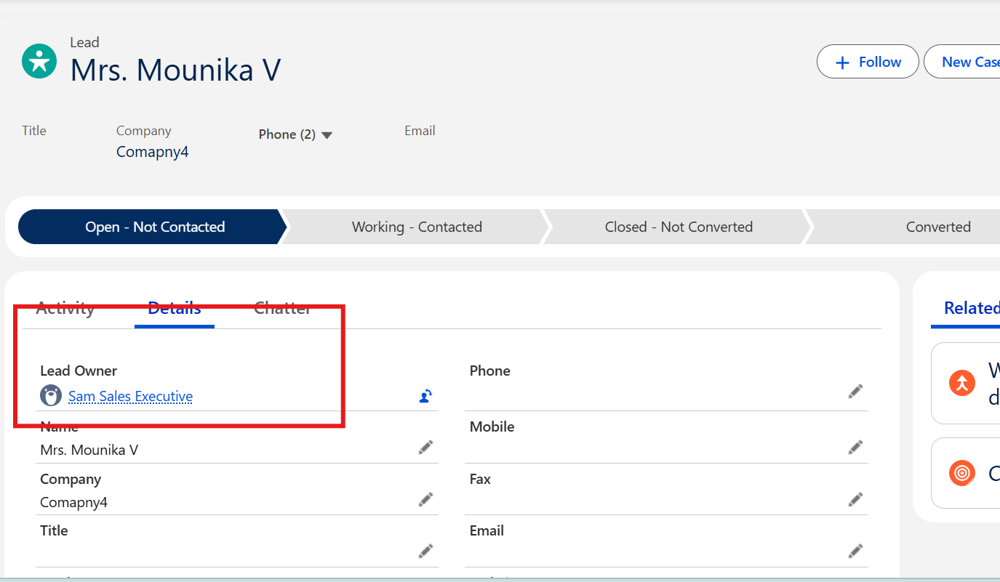 Lead
Mrs. Mounika V
Follow
New Case
Title
Company
Phone (2)
Email
Comapny4
Open - Not Contacted
Working - Contacted
Closed - Not Converted
Converted
Activity
Details
Chatter
Related
Lead Owner
Phone
Sam Sales Executive
Name
Mobile
Mrs. Mounika V
Company
Fax
Comapny4
Title
Email